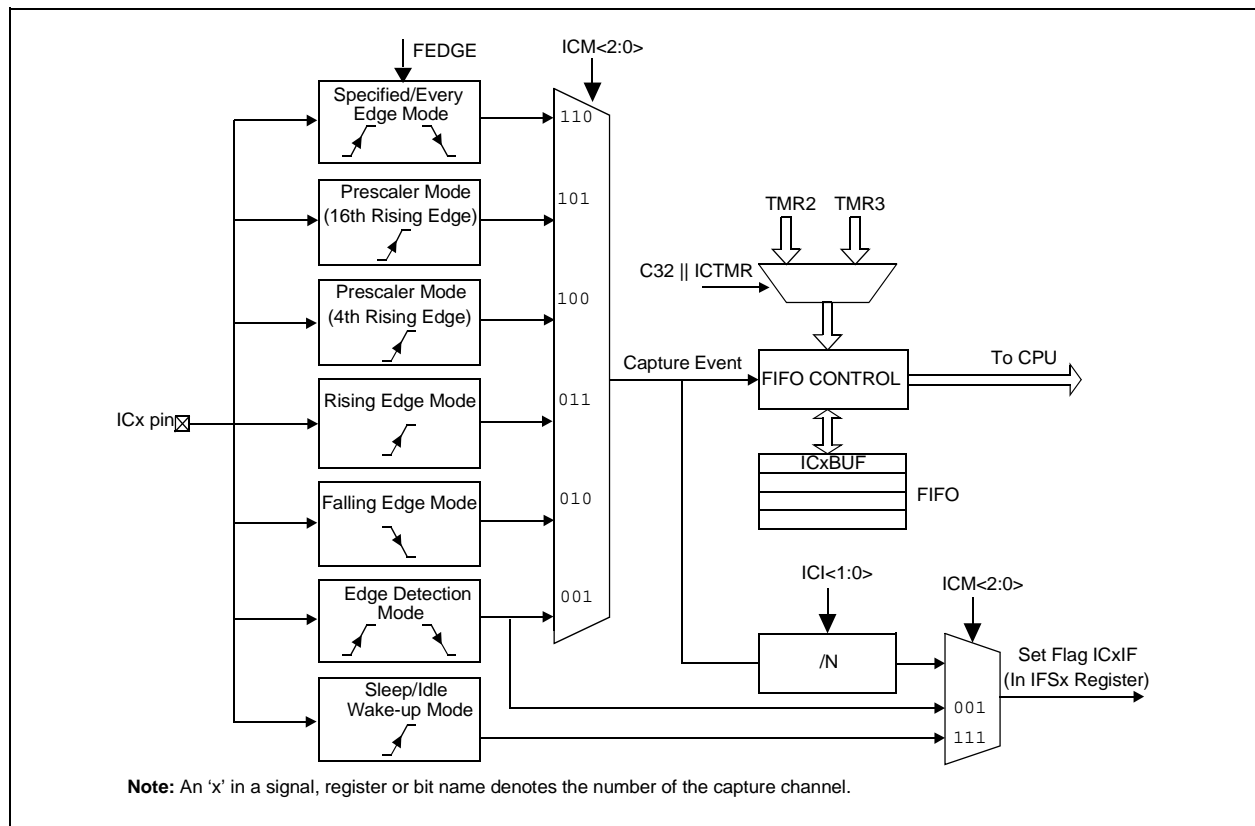 FEDGE
ICM<2:0>
Specified/Every
Edge Mode
110
Prescaler Mode
(16th Rising Edge)
101
TMR2
TMR3
C32 || ICTMR
Prescaler Mode
(4th Rising Edge)
100
Capture Event
FIFO CONTROL
To CPU
ICx pin
Rising Edge Mode
011
ICxBUF
FIFO
Falling Edge Mode
010
Edge Detection
Mode
001
ICI<1:0>
ICM<2:0>
/N
Set Flag ICxIF
(In IFSx Register)
Sleep/Idle
Wake-up Mode
001
111
Note: An ‘x’ in a signal, register or bit name denotes the number of the capture channel.